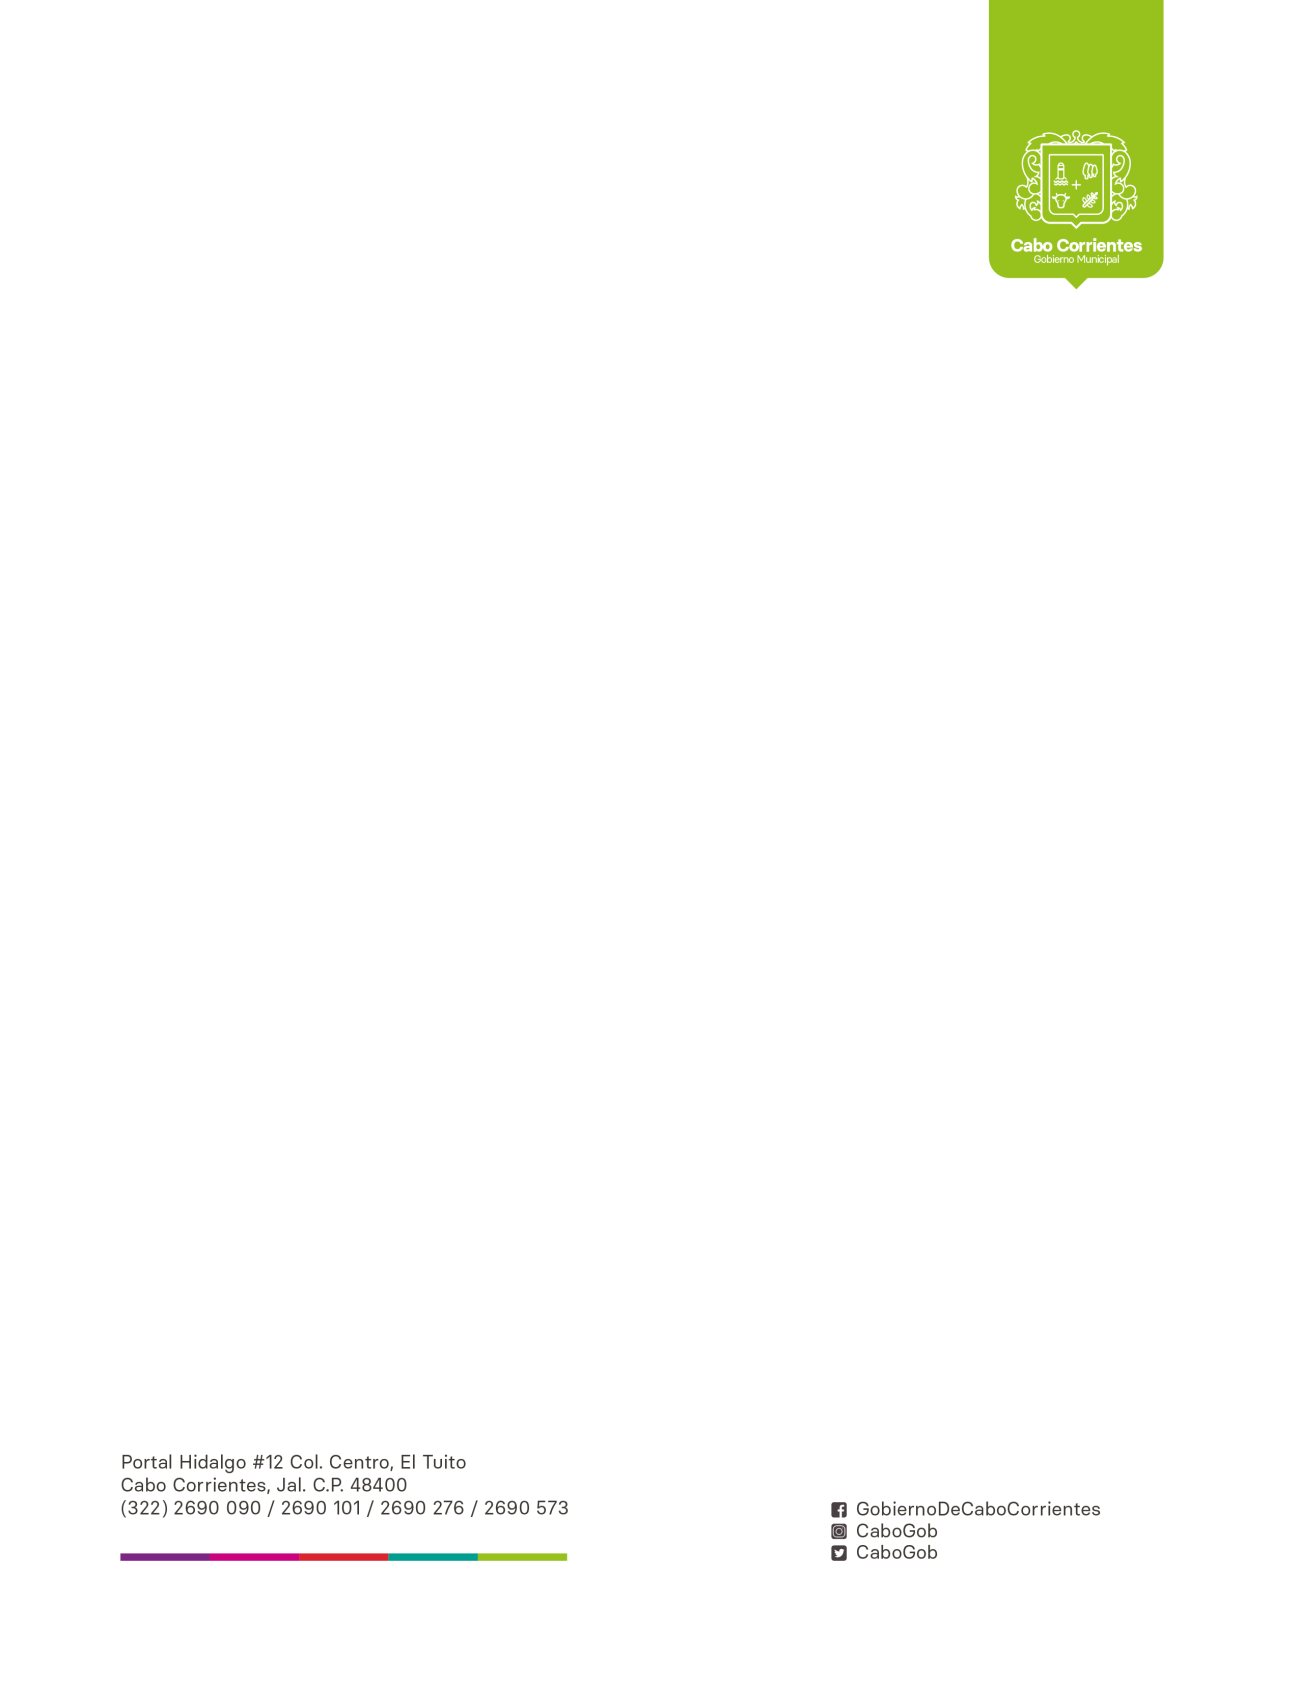 Cabo Corrientes
Gobierno Municipal
Portal Hidalgo #12 Col. Centro, El Tuito
Cabo Corrientes, Jal. C.P. 48400
(322) 2690 090 / 2690 101 / 2690 276 / 2690 573
GobiernoDeCaboCorrientes
CaboGob
CaboGob